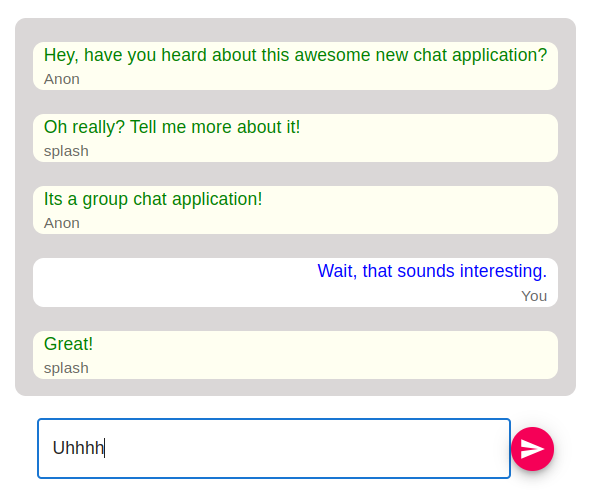 Hey, have you heard about this awesome new chat application?
Anon
Oh really? Tell me more about it!
splash
Its a group chat application!
Anon
Wait, that sounds interesting.
You
Great!
splash
Uhhhh